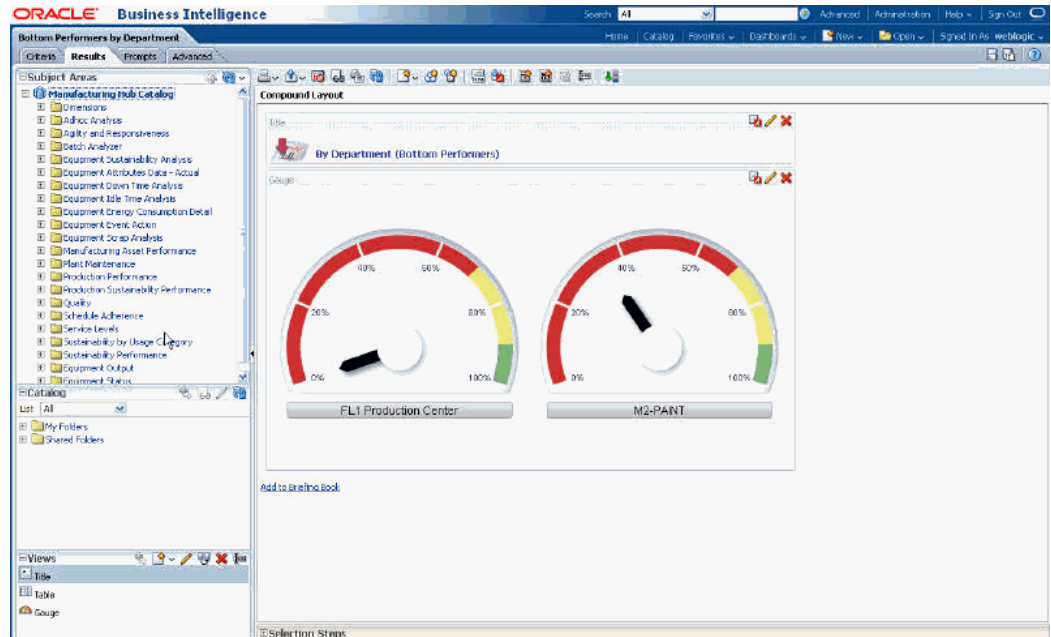 ORACLE Business Intelligence
Search All Advanced Administration Help Sign Out
Bottom Performers by Department
Home Catalog Favorites Dashboards New Open Signed In As weblogic
Criteria Results Prompts Advanced
Subject Areas
Manufacturing Hub Catalog
Dimensions
Adhoc Analysis
Agility and Responsiveness
Batch Analyzer
Equipment Sustainability Analysis
Equipment Attributes Data - Actual
Equipment Down Time Analysis
Equipment Idle Time Analysis
Equipment Energy Consumption Detail
Equipment Event Action
Equipment Scrap Analysis
Manufacturing Asset Performance
Plant Maintenance
Production Performance
Production Sustainability Performance
Quality
Schedule Adherence
Service Levels
Sustainability by Usage Category
Sustainability Performance
Equipment Output
Equipment Status
Catalog
List All
My Folders
Shared Folders
Views
Title
Table
Gauge
Compound Layout
Title
By Department (Bottom Performers)
Gauge
40% 60%
20% 80%
0% 100%
FL1 Production Center
40% 60%
20% 80%
0% 100%
M2-PAINT
Add to Briefing Book
Selection Steps